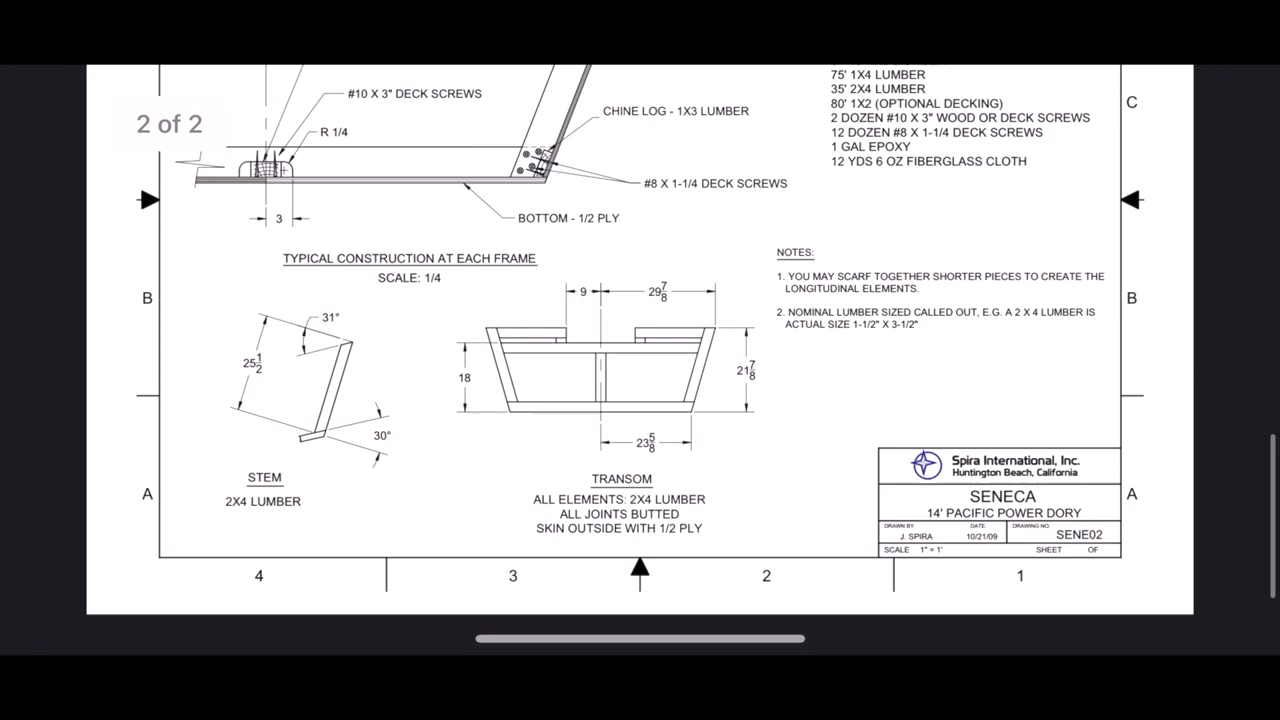 2 of 2
#10 X 3" DECK SCREWS
R 1/4
CHINE LOG - 1X3 LUMBER
#8 X 1-1/4 DECK SCREWS
BOTTOM - 1/2 PLY
3
TYPICAL CONSTRUCTION AT EACH FRAME
SCALE: 1/4
75' 1X4 LUMBER
35' 2X4 LUMBER
80' 1X2 (OPTIONAL DECKING)
2 DOZEN #10 X 3" WOOD OR DECK SCREWS
12 DOZEN #8 X 1-1/4 DECK SCREWS
1 GAL EPOXY
12 YDS 6 OZ FIBERGLASS CLOTH
C
NOTES:
1. YOU MAY SCARF TOGETHER SHORTER PIECES TO CREATE THE
LONGITUDINAL ELEMENTS.
2. NOMINAL LUMBER SIZED CALLED OUT, E.G. A 2 X 4 LUMBER IS
ACTUAL SIZE 1-1/2" X 3-1/2"
B
B
31°
25 1/2
30°
STEM
2X4 LUMBER
9
29 7/8
18
21 7/8
23 5/8
TRANSOM
ALL ELEMENTS: 2X4 LUMBER
ALL JOINTS BUTTED
SKIN OUTSIDE WITH 1/2 PLY
A
A
Spira International, Inc.
Huntington Beach, California
SENECA
14' PACIFIC POWER DORY
DRAWN BY: DATE: DRAWING NO.
J. SPIRA 10/21/09 SENE02
SCALE 1" = 1' SHEET OF
4 3 2 1